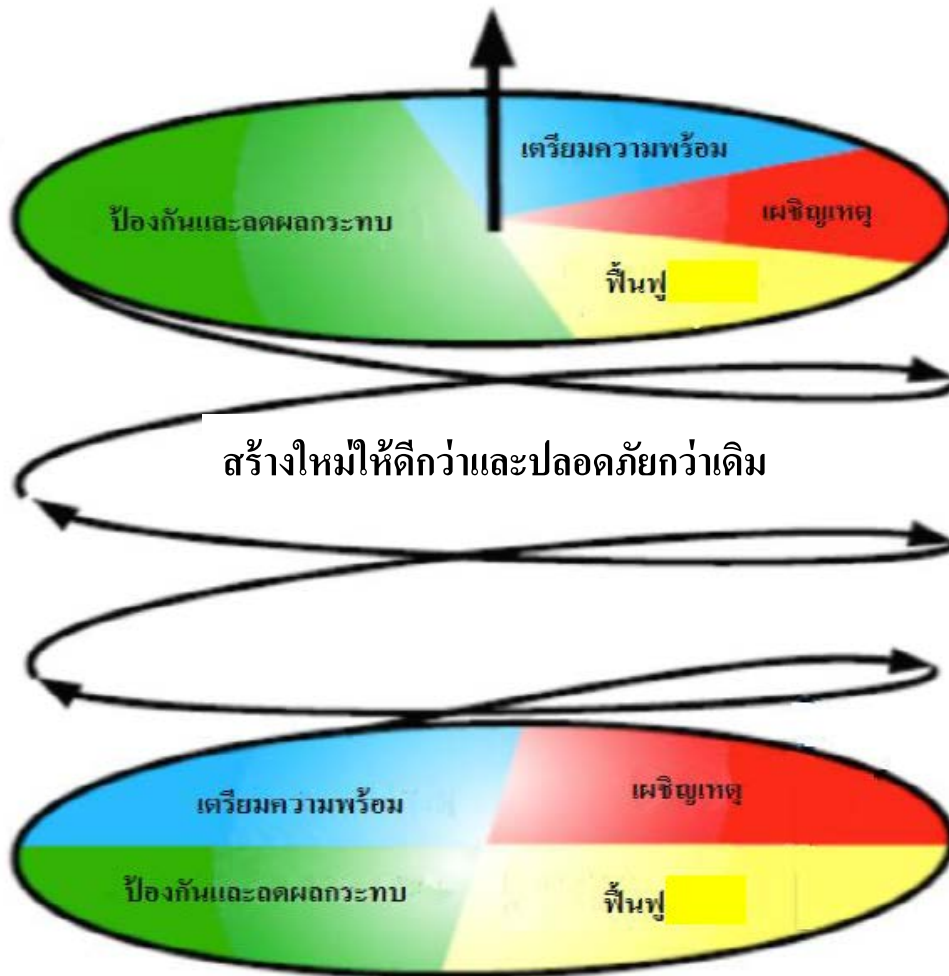 เตรียมความพร้อม
เผชิญเหตุ
ป้องกันและลดผลกระทบ
ฟื้นฟู
สร้างใหม่ให้ดีกว่าและปลอดภัยกว่าเดิม
เตรียมความพร้อม
เผชิญเหตุ
ป้องกันและลดผลกระทบ
ฟื้นฟู